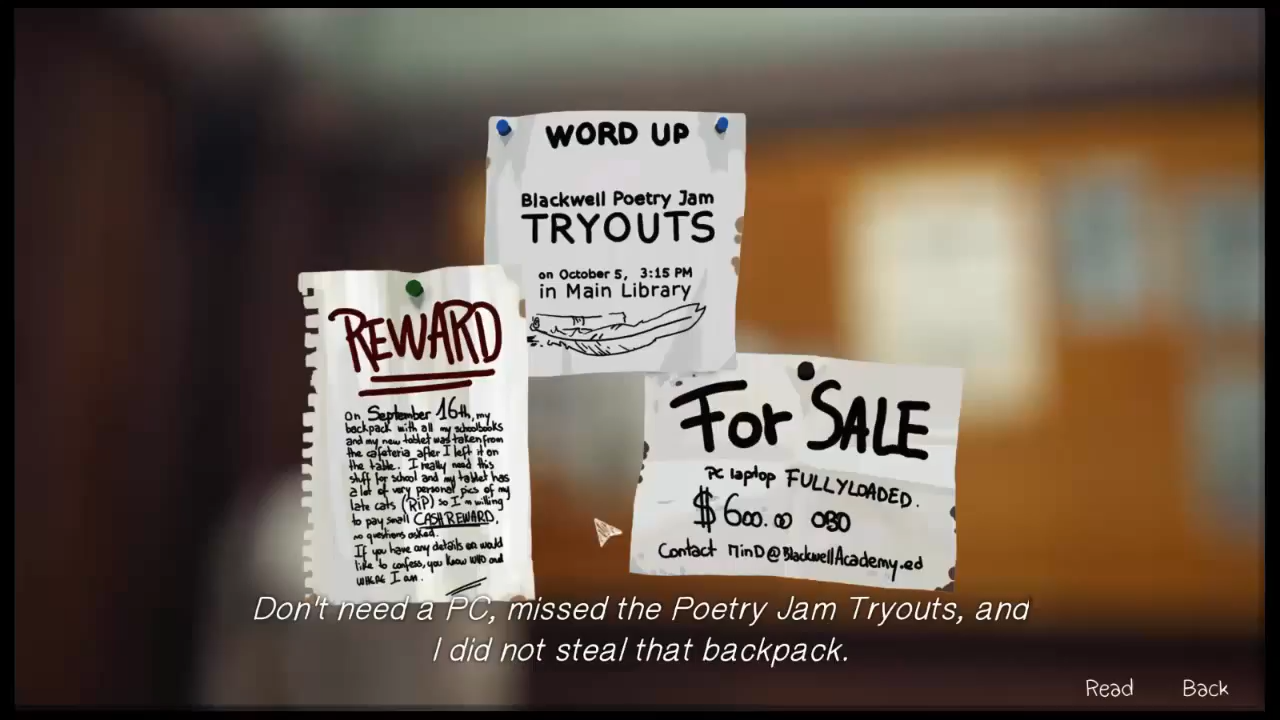 WORD UP
Blackwell Poetry Jam
TRYOUTS
on October 5, 3:15 PM
in Main Library
REWARD
On September 16th, my
backpack with all my schoolbooks
and my new tablet was taken from
the cafeteria after I left it on
the table. I really need this
stuff for school and my tablet has
a lot of very personal pics of my
late cats (RIP) so I'm willing
to pay small CASH REWARD,
no questions asked.
If you have any details or would
like to confess, you know WHO and
WHERE I am.
For SALE
PC laptop FULLYLOADED.
$600.00 OBO
Contact MinD@BlackwellAcademy.ed
Don't need a PC, missed the Poetry Jam Tryouts, and
I did not steal that backpack.
Read Back